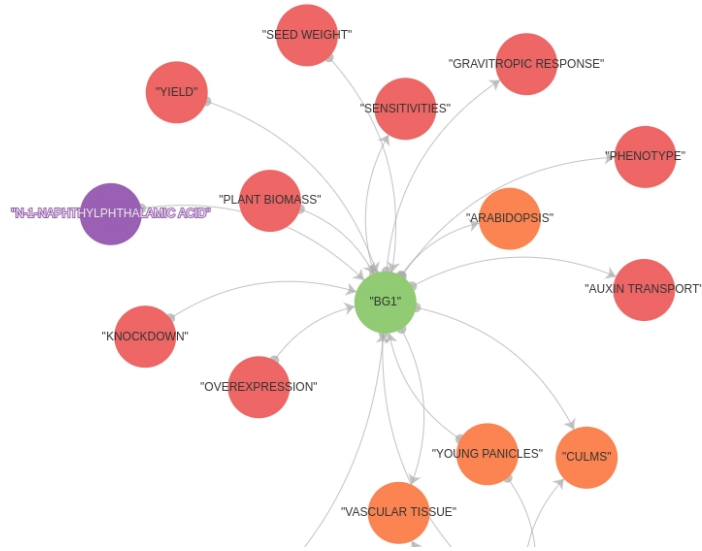 "SEED WEIGHT"
"GRAVITROPIC RESPONSE"
"YIELD"
"SENSITIVITIES"
"PHENOTYPE"
"PLANT BIOMASS"
"N-1-NAPHTHYLPHTHALAMIC ACID"
"ARABIDOPSIS"
"AUXIN TRANSPORT"
"BG1"
"KNOCKDOWN"
"OVEREXPRESSION"
"YOUNG PANICLES"
"CULMS"
"VASCULAR TISSUE"